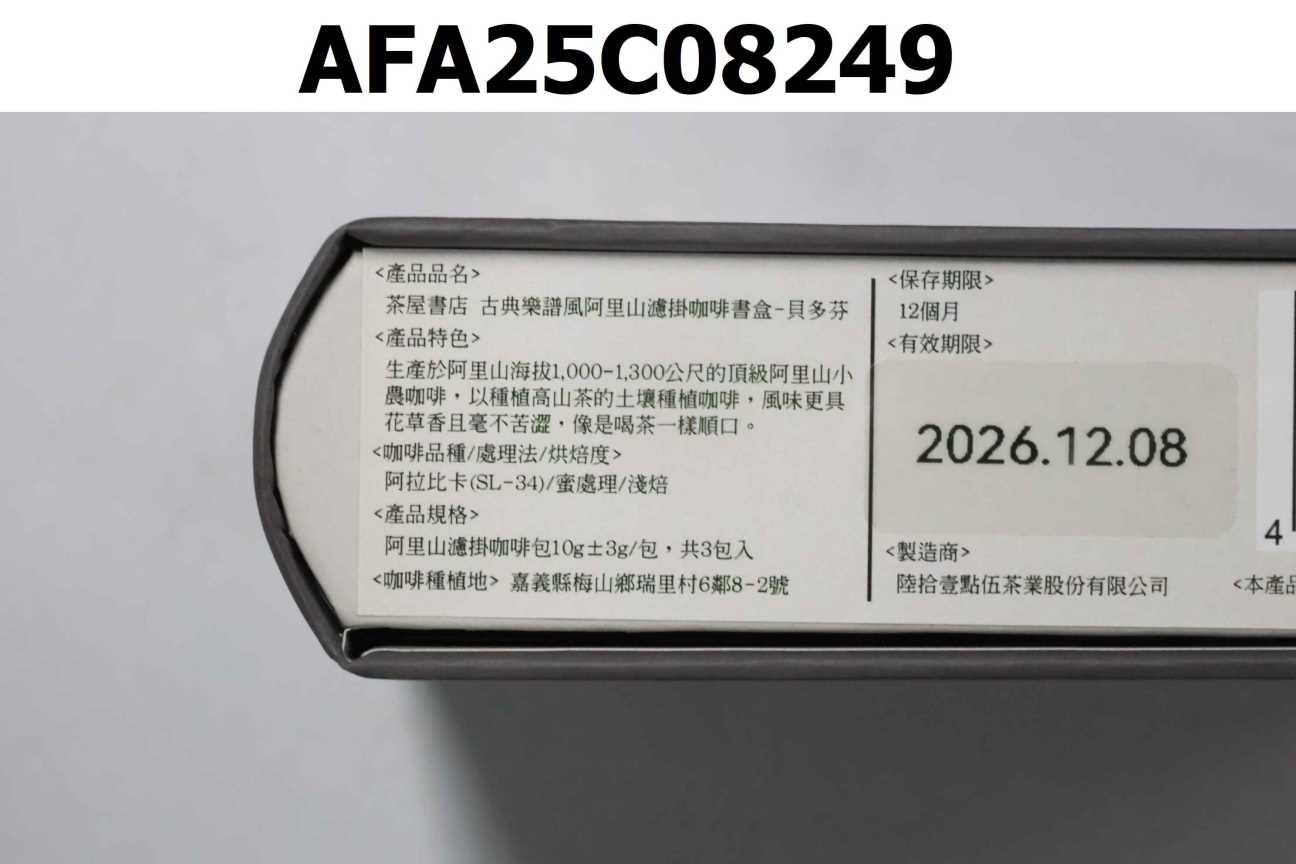 AFA25C08249
<產品品名>
茶屋書店 古典樂譜風阿里山濾掛咖啡書盒-貝多芬
<產品特色>
生產於阿里山海拔1,000-1,300公尺的頂級阿里山小
農咖啡，以種植高山茶的土壤種植咖啡，風味更具
花草香且毫不苦澀，像是喝茶一樣順口。
<咖啡品種/處理法/烘焙度>
阿拉比卡(SL-34)/蜜處理/淺焙
<產品規格>
阿里山濾掛咖啡包10g±3g/包，共3包入
<咖啡種植地> 嘉義縣梅山鄉瑞里村6鄰8-2號
<保存期限>
12個月
<有效期限>
2026.12.08
<製造商>
陸拾壹點伍茶業股份有限公司
4
<本產品